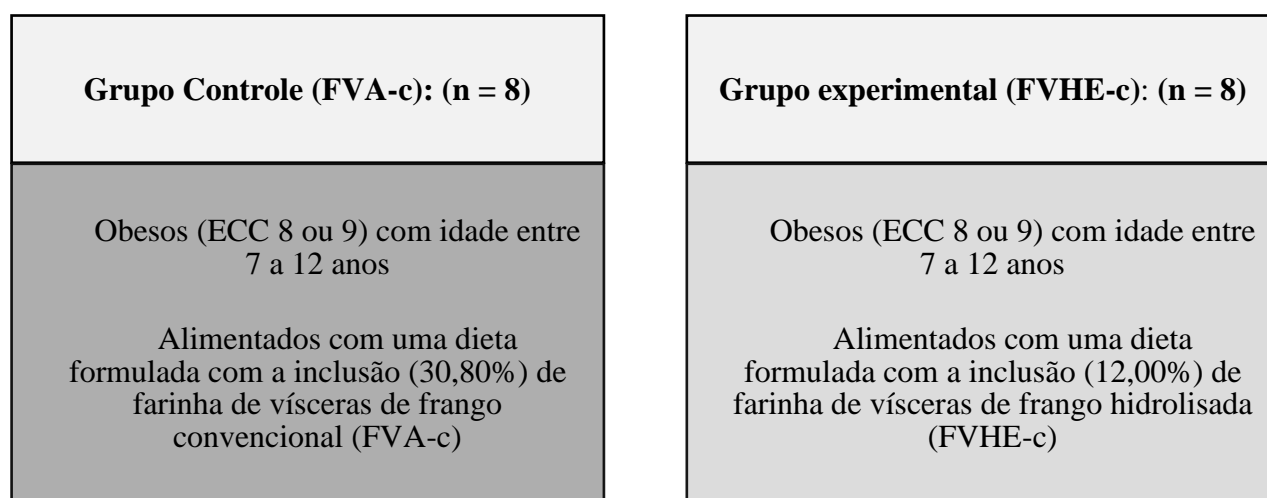 Grupo Controle (FVA-c): (n = 8)
Obesos (ECC 8 ou 9) com idade entre
7 a 12 anos
Alimentados com uma dieta
formulada com a inclusão (30,80%) de
farinha de vísceras de frango
convencional (FVA-c)
Grupo experimental (FVHE-c): (n = 8)
Obesos (ECC 8 ou 9) com idade entre
7 a 12 anos
Alimentados com uma dieta
formulada com a inclusão (12,00%) de
farinha de vísceras de frango hidrolisada
(FVHE-c)